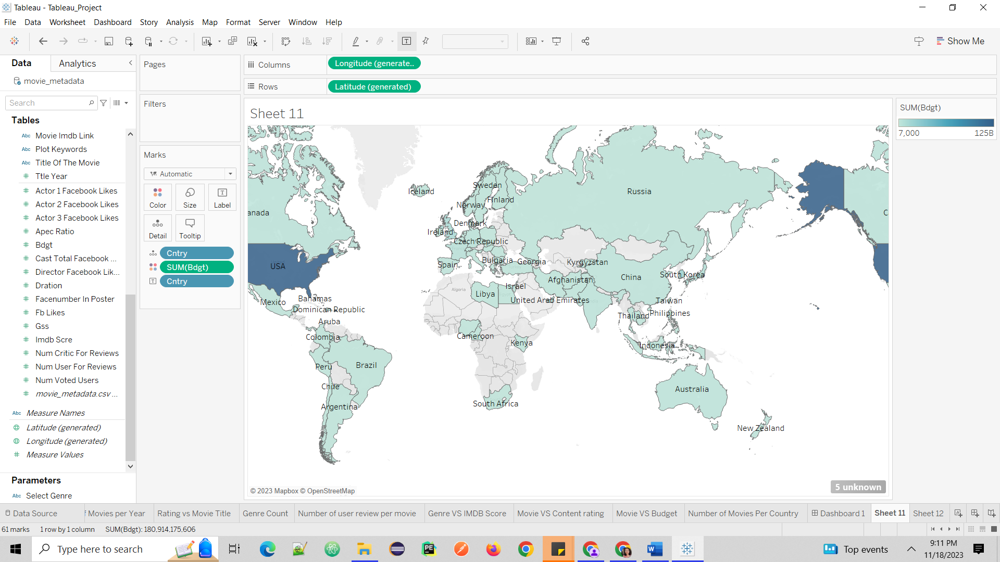 Tableau - Tableau_Project
File Data Worksheet Dashboard Story Analysis Map Format Server Window Help
Show Me
Data
Analytics
movie_metadata
Search
Tables
Abc Movie Imdb Link
Abc Plot Keywords
Abc Title Of The Movie
# Ttle Year
# Actor 1 Facebook Likes
# Actor 2 Facebook Likes
# Actor 3 Facebook Likes
# Apec Ratio
# Bdgt
# Cast Total Facebook ...
# Director Facebook Lik...
# Dration
# Facenumber In Poster
# Fb Likes
# Gss
# Imdb Scre
# Num Critic For Reviews
# Num User For Reviews
# Num Voted Users
# movie_metadata.csv ...
Abc Measure Names
Latitude (generated)
Longitude (generated)
# Measure Values
Parameters
Abc Select Genre
Pages
Filters
Marks
Automatic
Color Size Label
Detail Tooltip
Cntry
SUM(Bdgt)
Cntry
Columns Longitude (generate..
Rows Latitude (generated)
Sheet 11
Iceland
Sweden
Finland
Norway
Russia
anada
C
Denmark
Ireland
Czech Republic
Bulgaria
Georgia
Kyrgyzstan
Spain
USA
China
South Korea
Afghanistan
Israel
Algeria
Libya
United Arab Emirates
Mexico
Bahamas
Taiwan
Dominican Republic
Thailand
Philippines
Aruba
Colombia
Cameroon
Kenya
Indonesia
Peru
Brazil
Chile
Australia
Argentina
South Africa
New Zealand
© 2023 Mapbox © OpenStreetMap
5 unknown
SUM(Bdgt)
7,000 125B
Data Source
f Movies per Year
Rating vs Movie Title
Genre Count
Number of user review per movie
Genre VS IMDB Score
Movie VS Content rating
Movie VS Budget
Number of Movies Per Country
Dashboard 1
Sheet 11
Sheet 12
61 marks 1 row by 1 column SUM(Bdgt): 180,914,175,606
Type here to search
Top events
9:11 PM
11/18/2023